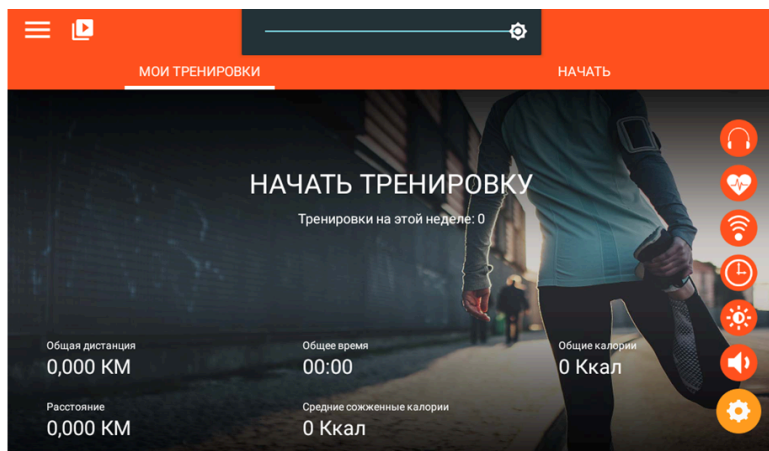 МОИ ТРЕНИРОВКИ
НАЧАТЬ
НАЧАТЬ ТРЕНИРОВКУ
Тренировки на этой неделе: 0
Общая дистанция
0,000 КМ
Общее время
00:00
Общие калории
0 Ккал
Расстояние
0,000 КМ
Средние сожженные калории
0 Ккал